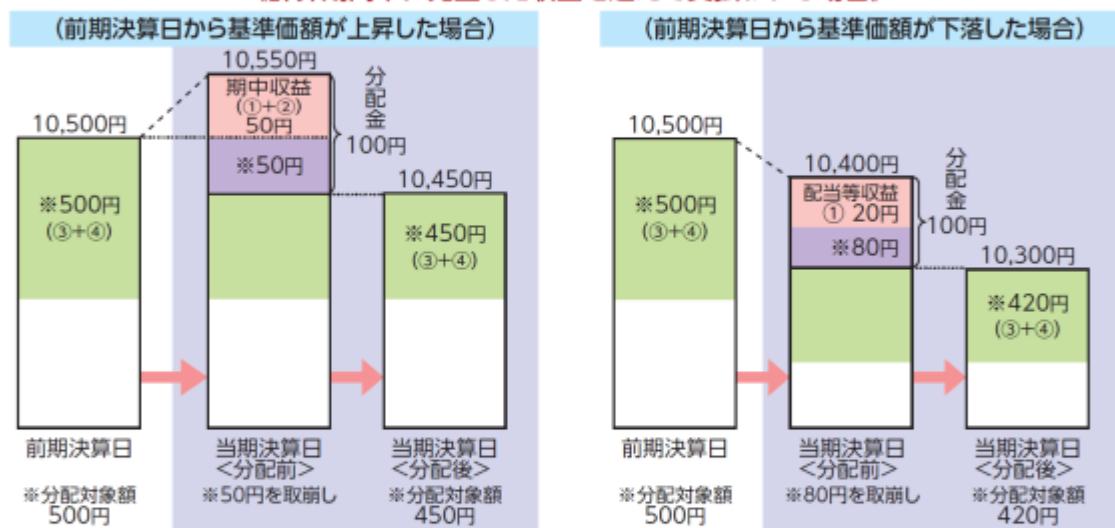 (前期決算日から基準価額が上昇した場合)
10,550円
期中収益
(①+②)
50円
分配金
100円
10,500円
※50円
10,450円
※500円
(③+④)
※450円
(③+④)
前期決算日
当期決算日
<分配前>
当期決算日
<分配後>
※分配対象額
500円
※50円を取崩し
※分配対象額
450円
(前期決算日から基準価額が下落した場合)
10,500円
10,400円
配当等収益
① 20円
分配金
100円
※80円
10,300円
※500円
(③+④)
※420円
(③+④)
前期決算日
当期決算日
<分配前>
当期決算日
<分配後>
※分配対象額
500円
※80円を取崩し
※分配対象額
420円